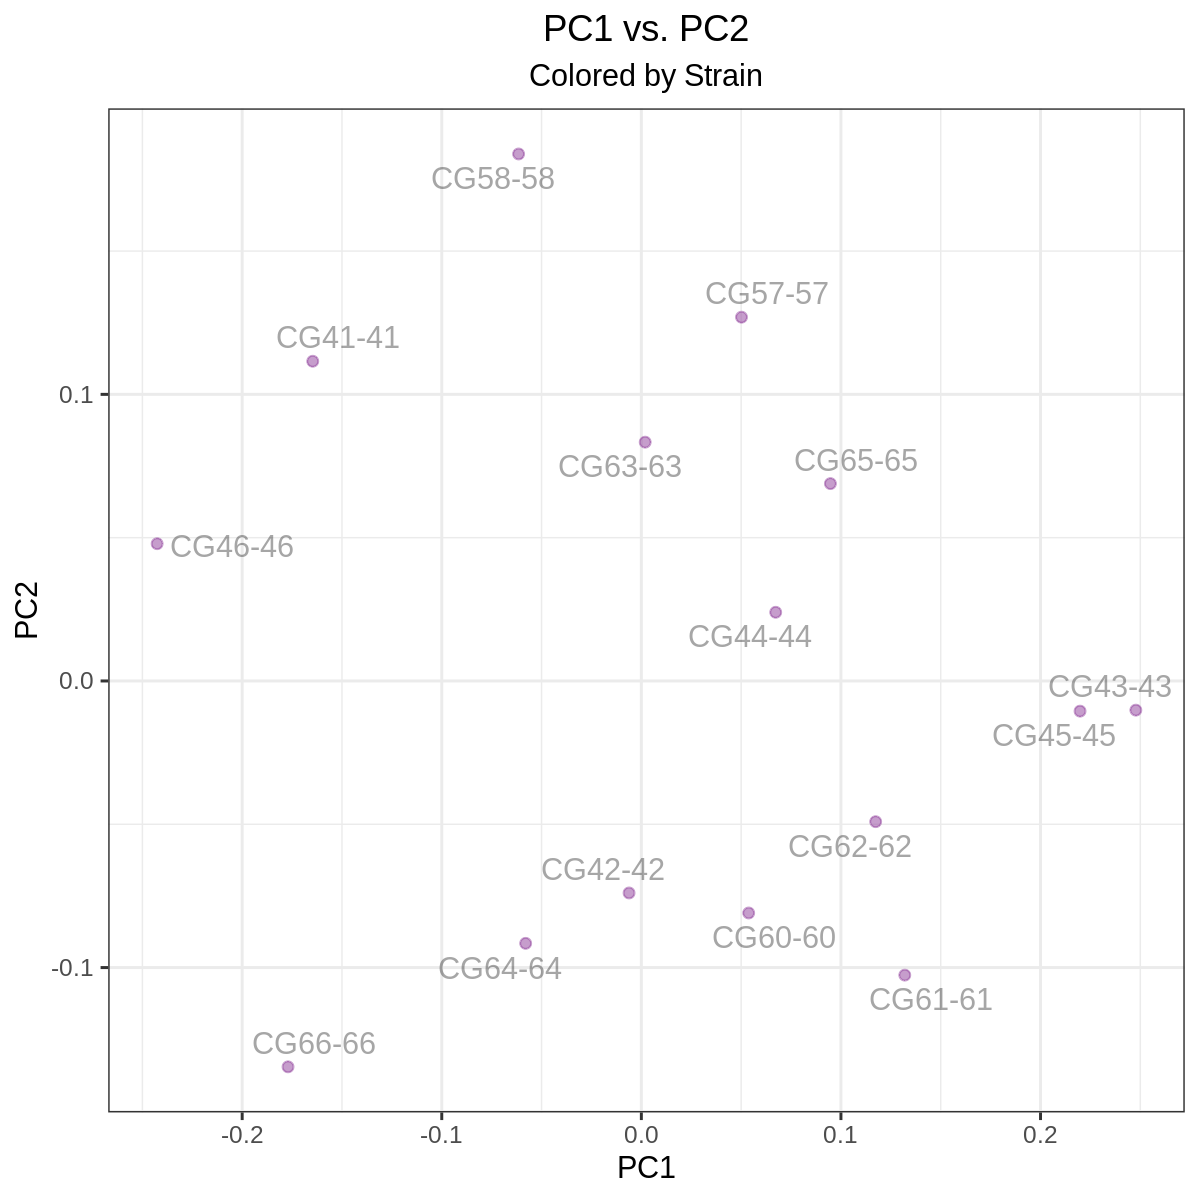 PC1 vs. PC2
Colored by Strain
CG58-58
CG57-57
CG41-41
0.1
CG63-63
CG65-65
CG46-46
PC2
CG44-44
0.0
CG43-43
CG45-45
CG62-62
CG42-42
CG60-60
CG64-64
-0.1
CG61-61
CG66-66
-0.2 -0.1 0.0 0.1 0.2
PC1